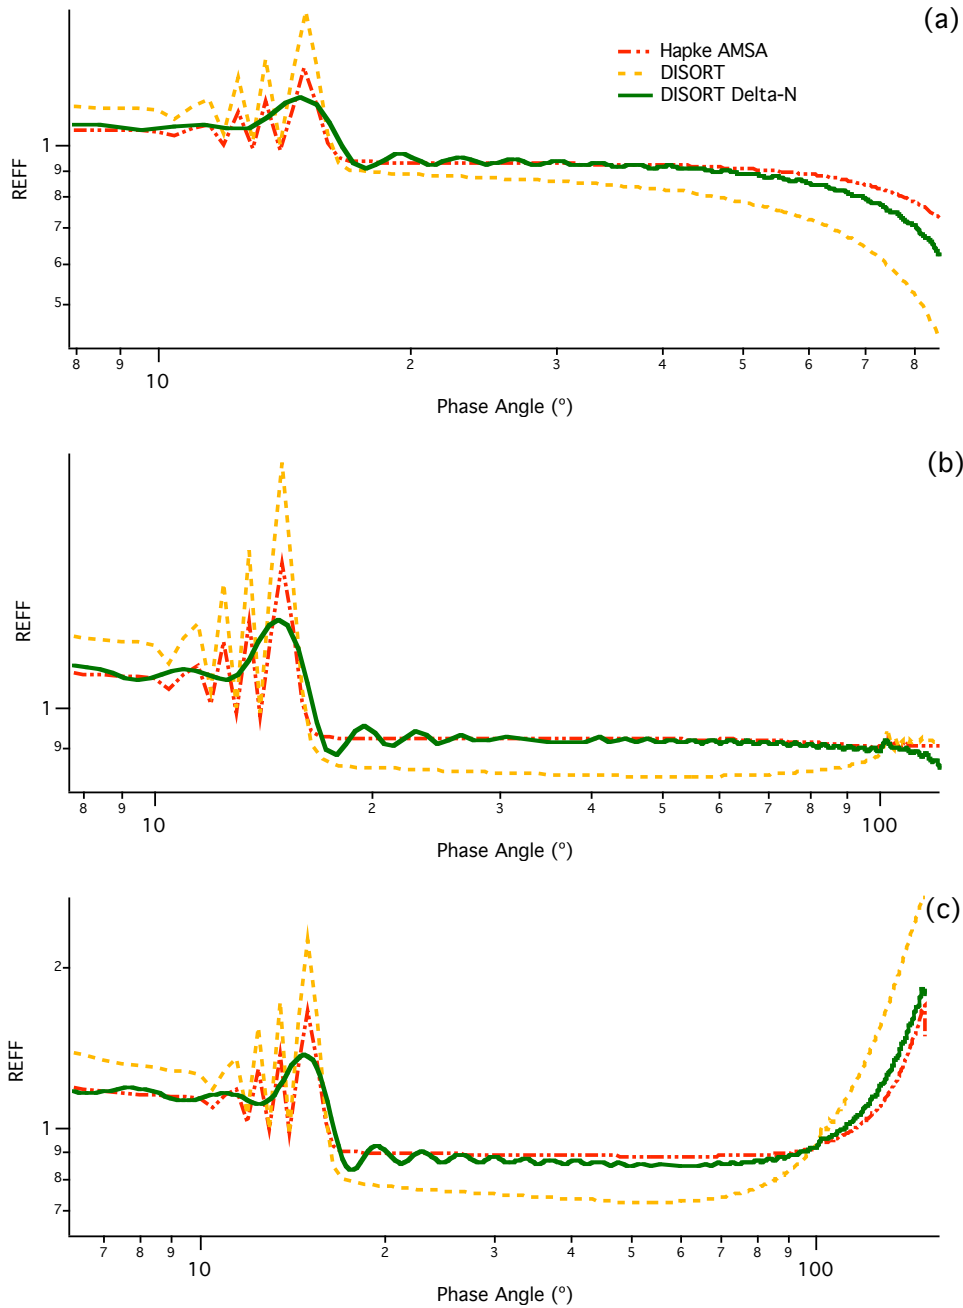 (a)
Hapke AMSA
DISORT
DISORT Delta-N
REFF
1
9
8
7
6
5
8 9 10 2 3 4 5 6 7 8
Phase Angle (º)
(b)
REFF
1
9
8 9 10 2 3 4 5 6 7 8 9 100
Phase Angle (º)
(c)
REFF
2
1
9
8
7
7 8 9 10 2 3 4 5 6 7 8 9 100
Phase Angle (º)